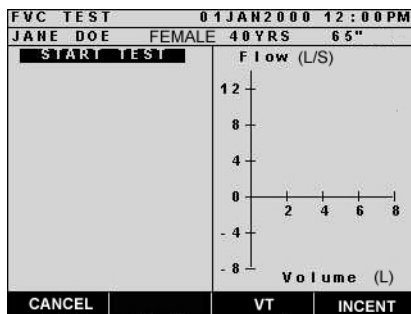 FVC TEST 01JAN2000 12:00PM
JANE DOE FEMALE 40YRS 65"
START TEST
Flow (L/S)
12
8
4
0
2 4 6 8
-4
-8
Volume (L)
CANCEL VT INCENT